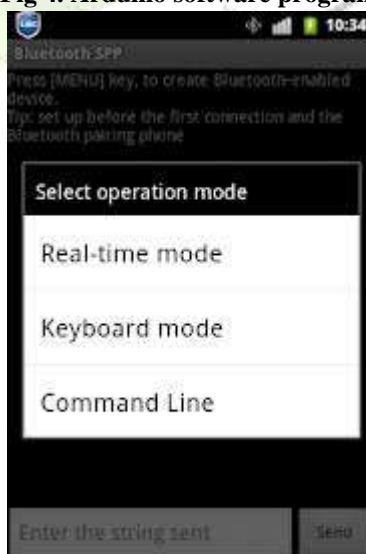 Fig 4. Arduino software program
10:34
Bluetooth SPP
Press [MENU] key, to create Bluetooth-enabled
device.
Tip: set up before the first connection and the
Bluetooth pairing phone
Select operation mode
Real-time mode
Keyboard mode
Command Line
Enter the string sent
Send